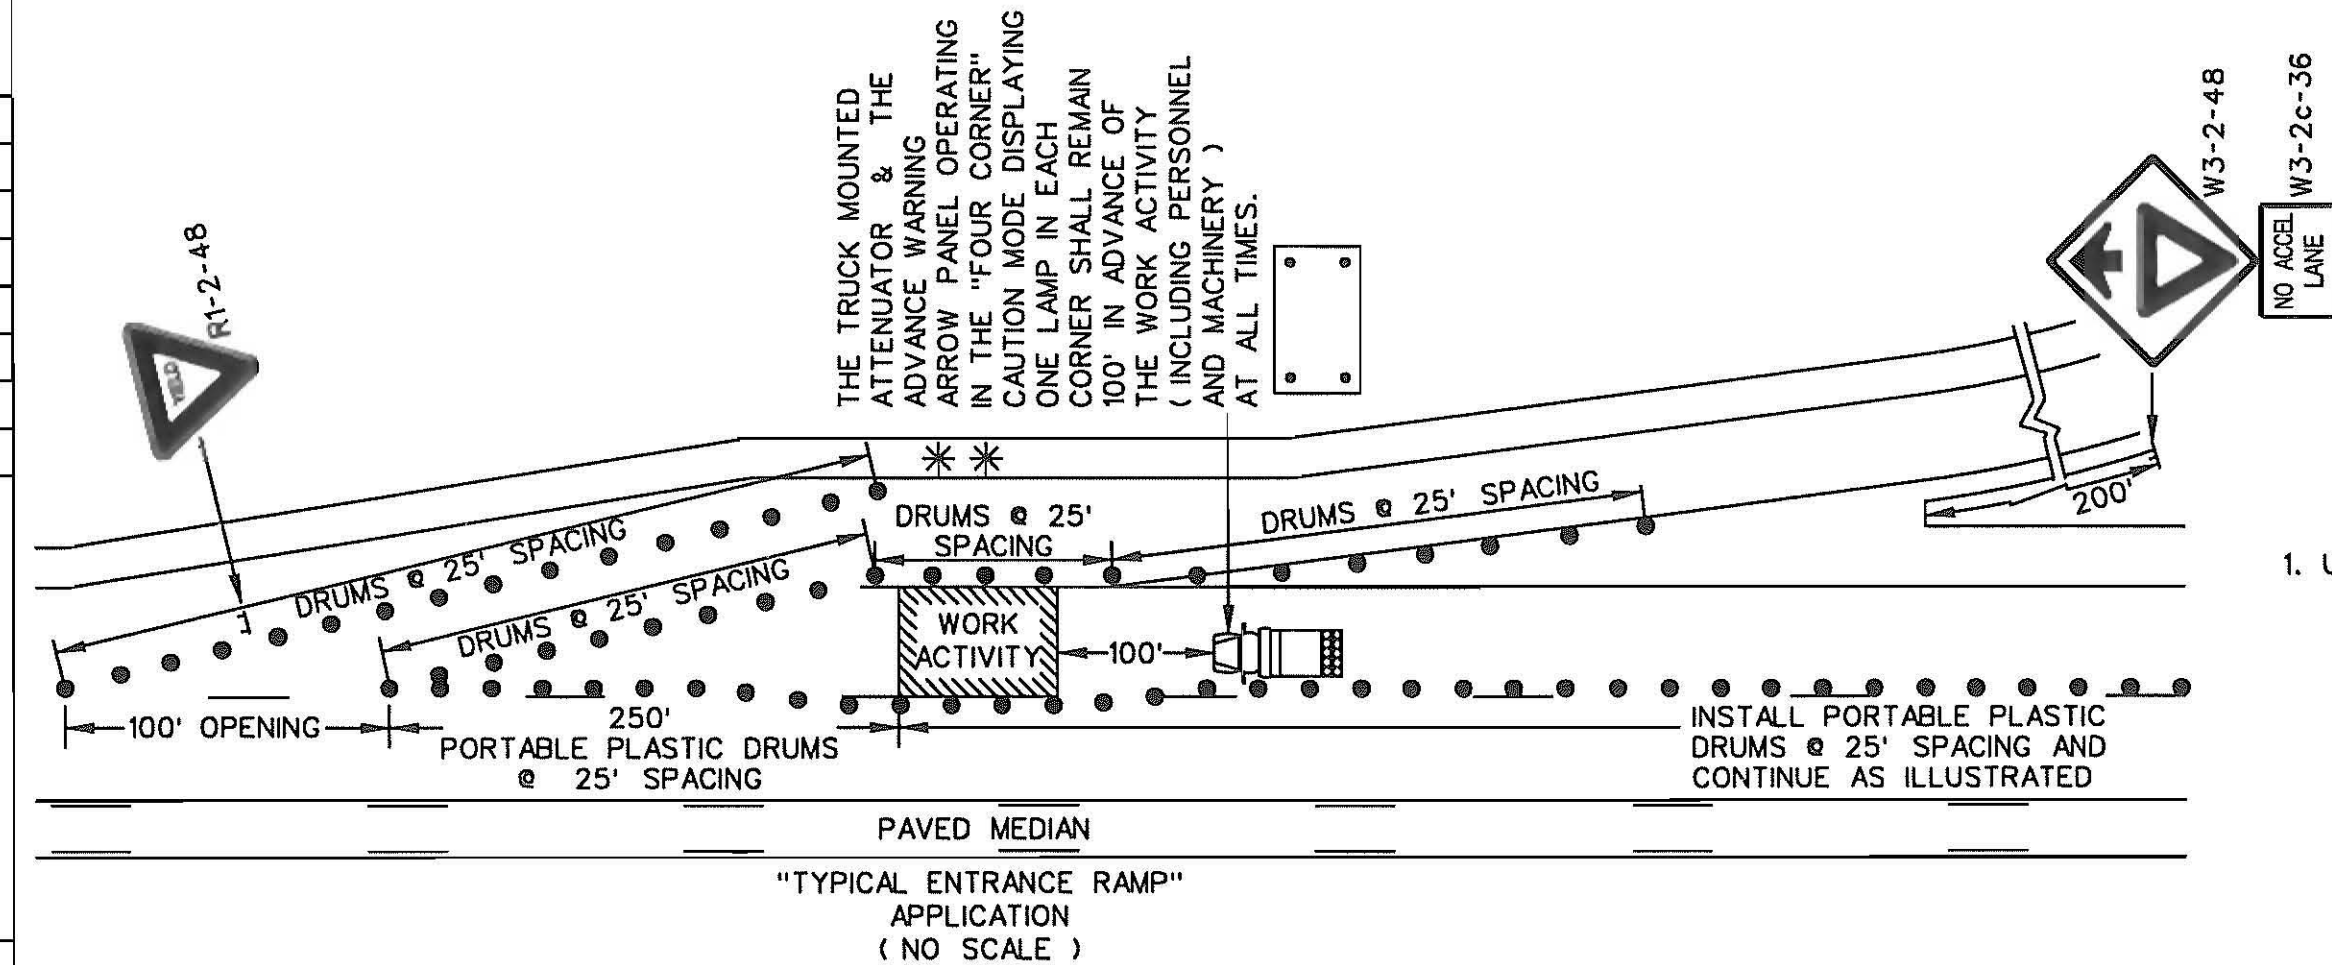 THE TRUCK MOUNTED
ATTENUATOR & THE
ADVANCE WARNING
ARROW PANEL OPERATING
IN THE "FOUR CORNER"
CAUTION MODE DISPLAYING
ONE LAMP IN EACH
CORNER SHALL REMAIN
100' IN ADVANCE OF
THE WORK ACTIVITY
( INCLUDING PERSONNEL
AND MACHINERY )
AT ALL TIMES.
W3-2-48
W3-2c-36
NO ACCEL
LANE
R1-2-48
YIELD
200'
DRUMS @ 25' SPACING
DRUMS @ 25' SPACING
DRUMS @ 25'
SPACING
DRUMS @ 25' SPACING
1. U
WORK
ACTIVITY
100'
100' OPENING
250'
PORTABLE PLASTIC DRUMS
@ 25' SPACING
INSTALL PORTABLE PLASTIC
DRUMS @ 25' SPACING AND
CONTINUE AS ILLUSTRATED
PAVED MEDIAN
"TYPICAL ENTRANCE RAMP"
APPLICATION
( NO SCALE )